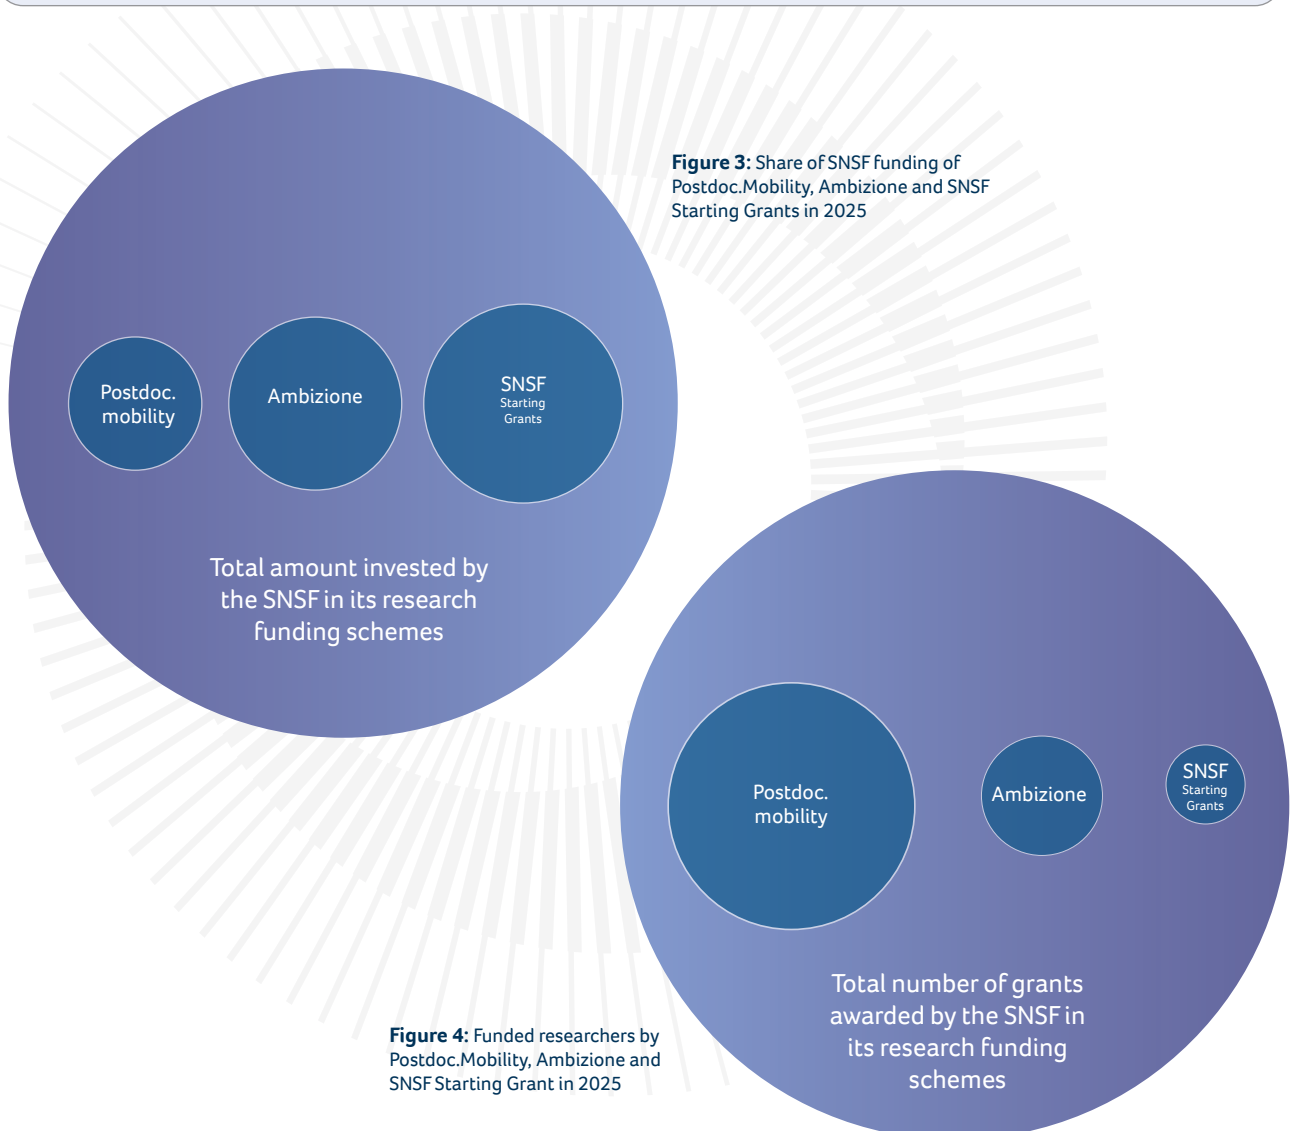 Figure 3: Share of SNSF funding of
Postdoc.Mobility, Ambizione and SNSF
Starting Grants in 2025
Postdoc.
mobility
Ambizione
SNSF
Starting
Grants
Total amount invested by
the SNSF in its research
funding schemes
Postdoc.
mobility
Ambizione
SNSF
Starting
Grants
Total number of grants
awarded by the SNSF in
its research funding
schemes
Figure 4: Funded researchers by
Postdoc.Mobility, Ambizione and
SNSF Starting Grant in 2025